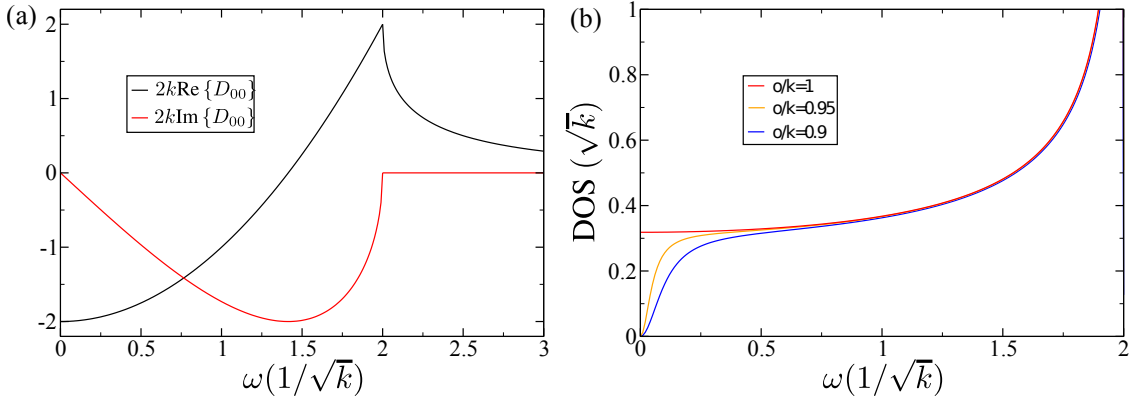 (a)
2
1
0
-1
-2
2kRe {D₀₀}
2kIm {D₀₀}
0 0.5 1 1.5 2 2.5 3
ω(1/√k)
(b)
1
0.8
0.6
0.4
0.2
0
DOS (√k)
o/k=1
o/k=0.95
o/k=0.9
0 0.5 1 1.5 2
ω(1/√k)